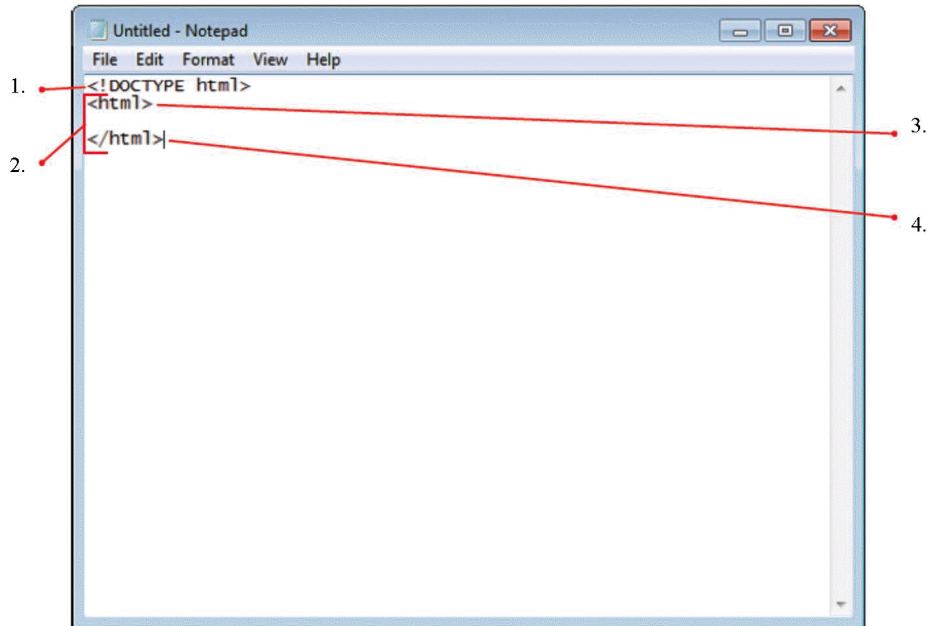 Untitled - Notepad
File Edit Format View Help
1.
<!DOCTYPE html>
<html>
3.
</html>
2.
4.